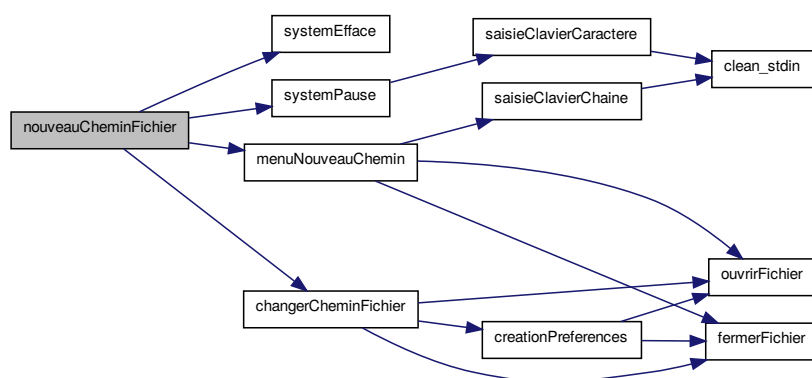 systemEfface
saisieClavierCaractere
clean_stdin
systemPause
saisieClavierChaine
nouveauCheminFichier
menuNouveauChemin
ouvrirFichier
changerCheminFichier
creationPreferences
fermerFichier